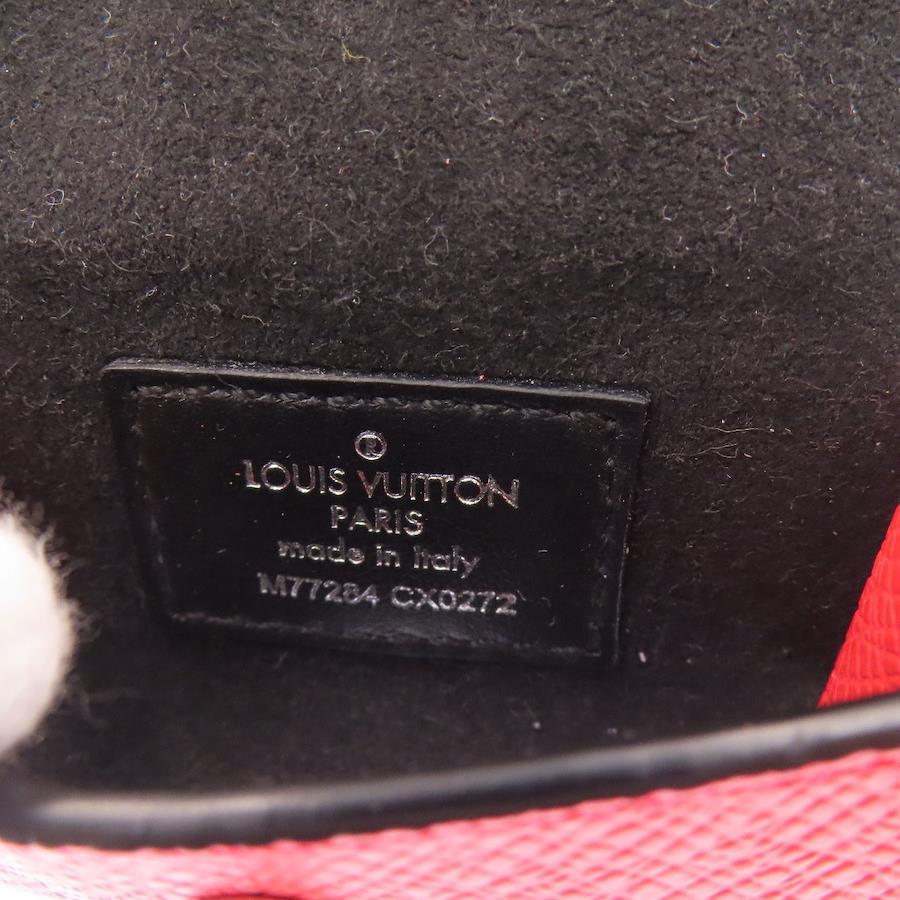 ®
LOUIS VUITTON
PARIS
made in Italy
M77284 CX0272